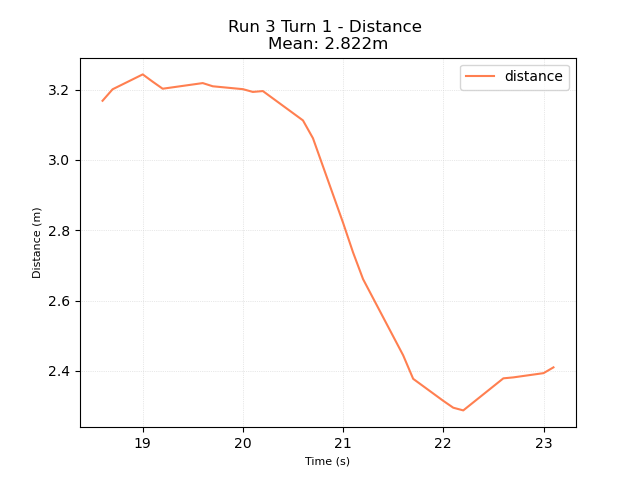 Run 3 Turn 1 - Distance
Mean: 2.822m
distance
3.2
3.0
2.8
2.6
2.4
Distance (m)
19 20 21 22 23
Time (s)